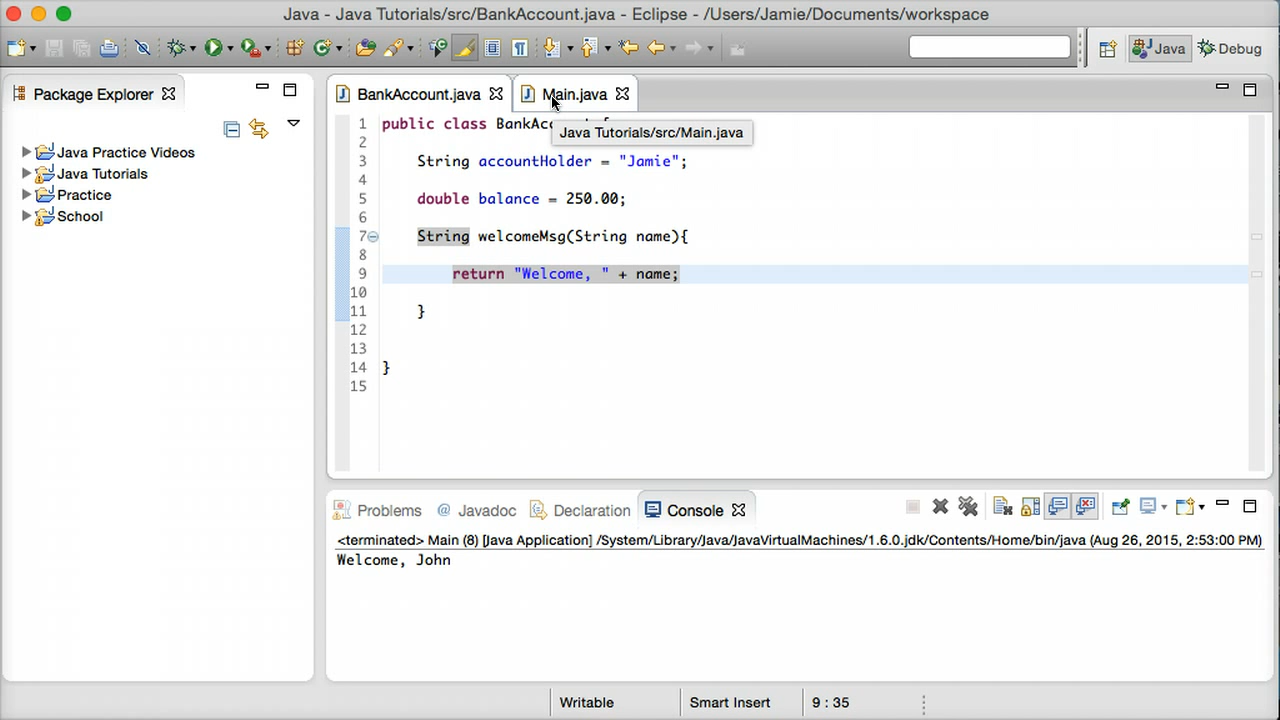 Java - Java Tutorials/src/BankAccount.java - Eclipse - /Users/Jamie/Documents/workspace
Java
Debug
Package Explorer
Java Practice Videos
Java Tutorials
Practice
School
BankAccount.java
Main.java
Java Tutorials/src/Main.java
1 public class
2
3 String accountHolder = "Jamie";
4
5 double balance = 250.00;
6
7 String welcomeMsg(String name){
8
9 return "Welcome, " + name;
10
11 }
12
13
14 }
15
Problems @ Javadoc Declaration Console
<terminated> Main (8) [Java Application] /System/Library/Java/JavaVirtualMachines/1.6.0.jdk/Contents/Home/bin/java (Aug 26, 2015, 2:53:00 PM)
Welcome, John
Writable Smart Insert 9 : 35